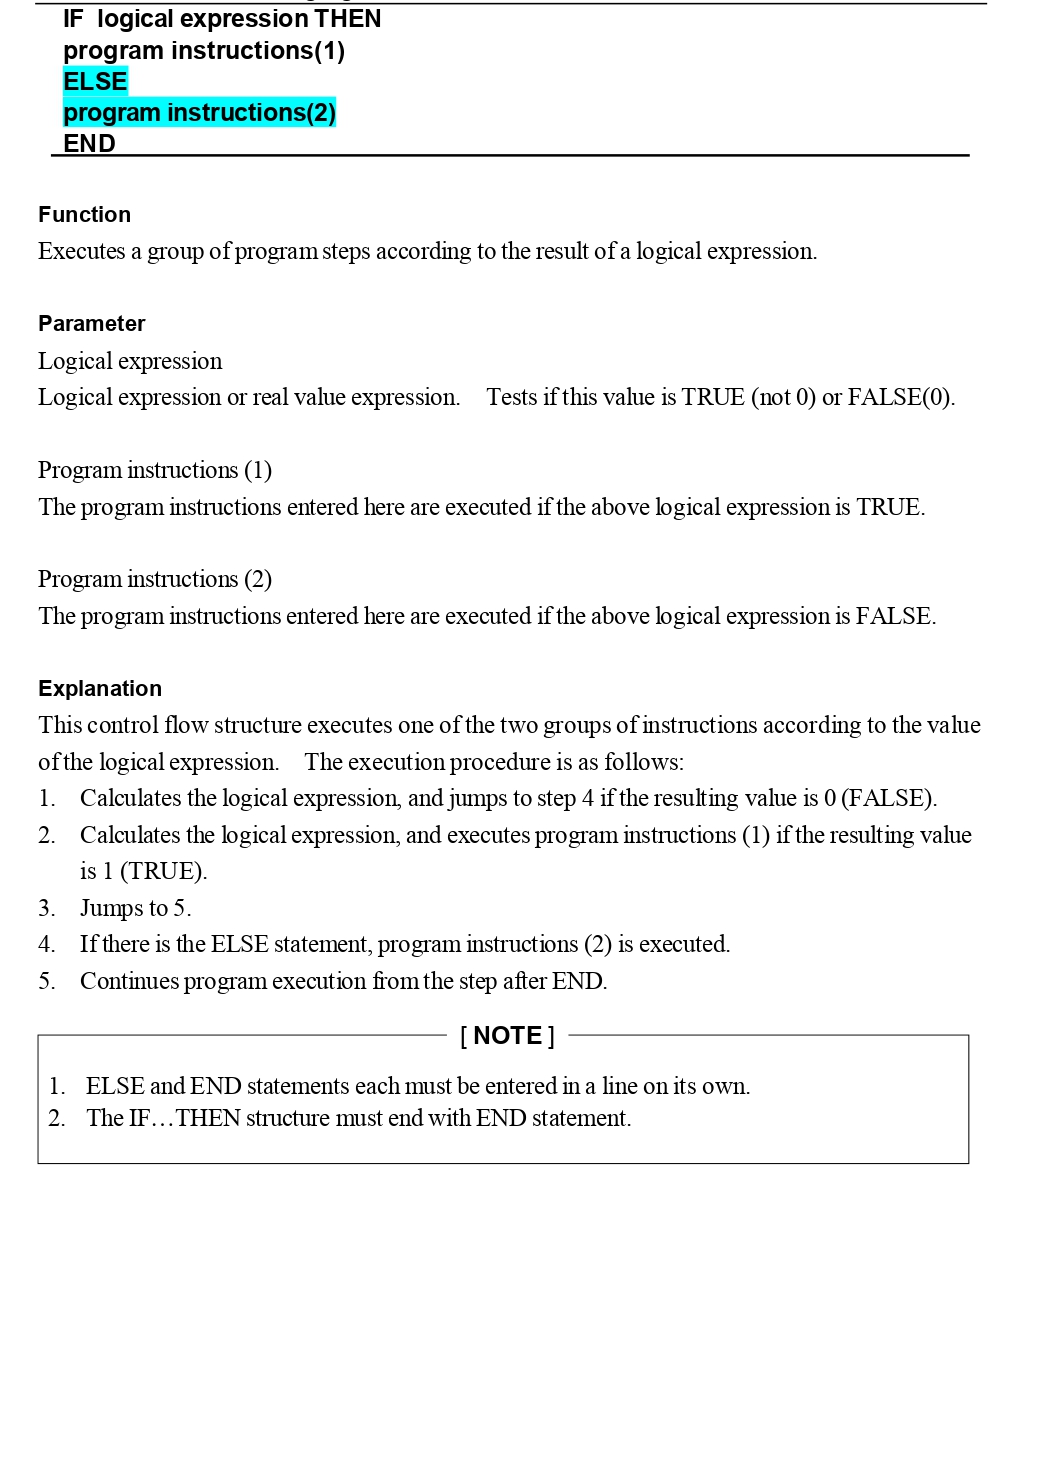 IF logical expression THEN
program instructions(1)
ELSE
program instructions(2)
END
Function
Executes a group of program steps according to the result of a logical expression.
Parameter
Logical expression
Logical expression or real value expression. Tests if this value is TRUE (not 0) or FALSE(0).
Program instructions (1)
The program instructions entered here are executed if the above logical expression is TRUE.
Program instructions (2)
The program instructions entered here are executed if the above logical expression is FALSE.
Explanation
This control flow structure executes one of the two groups of instructions according to the value
of the logical expression. The execution procedure is as follows:
1. Calculates the logical expression, and jumps to step 4 if the resulting value is 0 (FALSE).
2. Calculates the logical expression, and executes program instructions (1) if the resulting value
is 1 (TRUE).
3. Jumps to 5.
4. If there is the ELSE statement, program instructions (2) is executed.
5. Continues program execution from the step after END.
[ NOTE ]
1. ELSE and END statements each must be entered in a line on its own.
2. The IF…THEN structure must end with END statement.